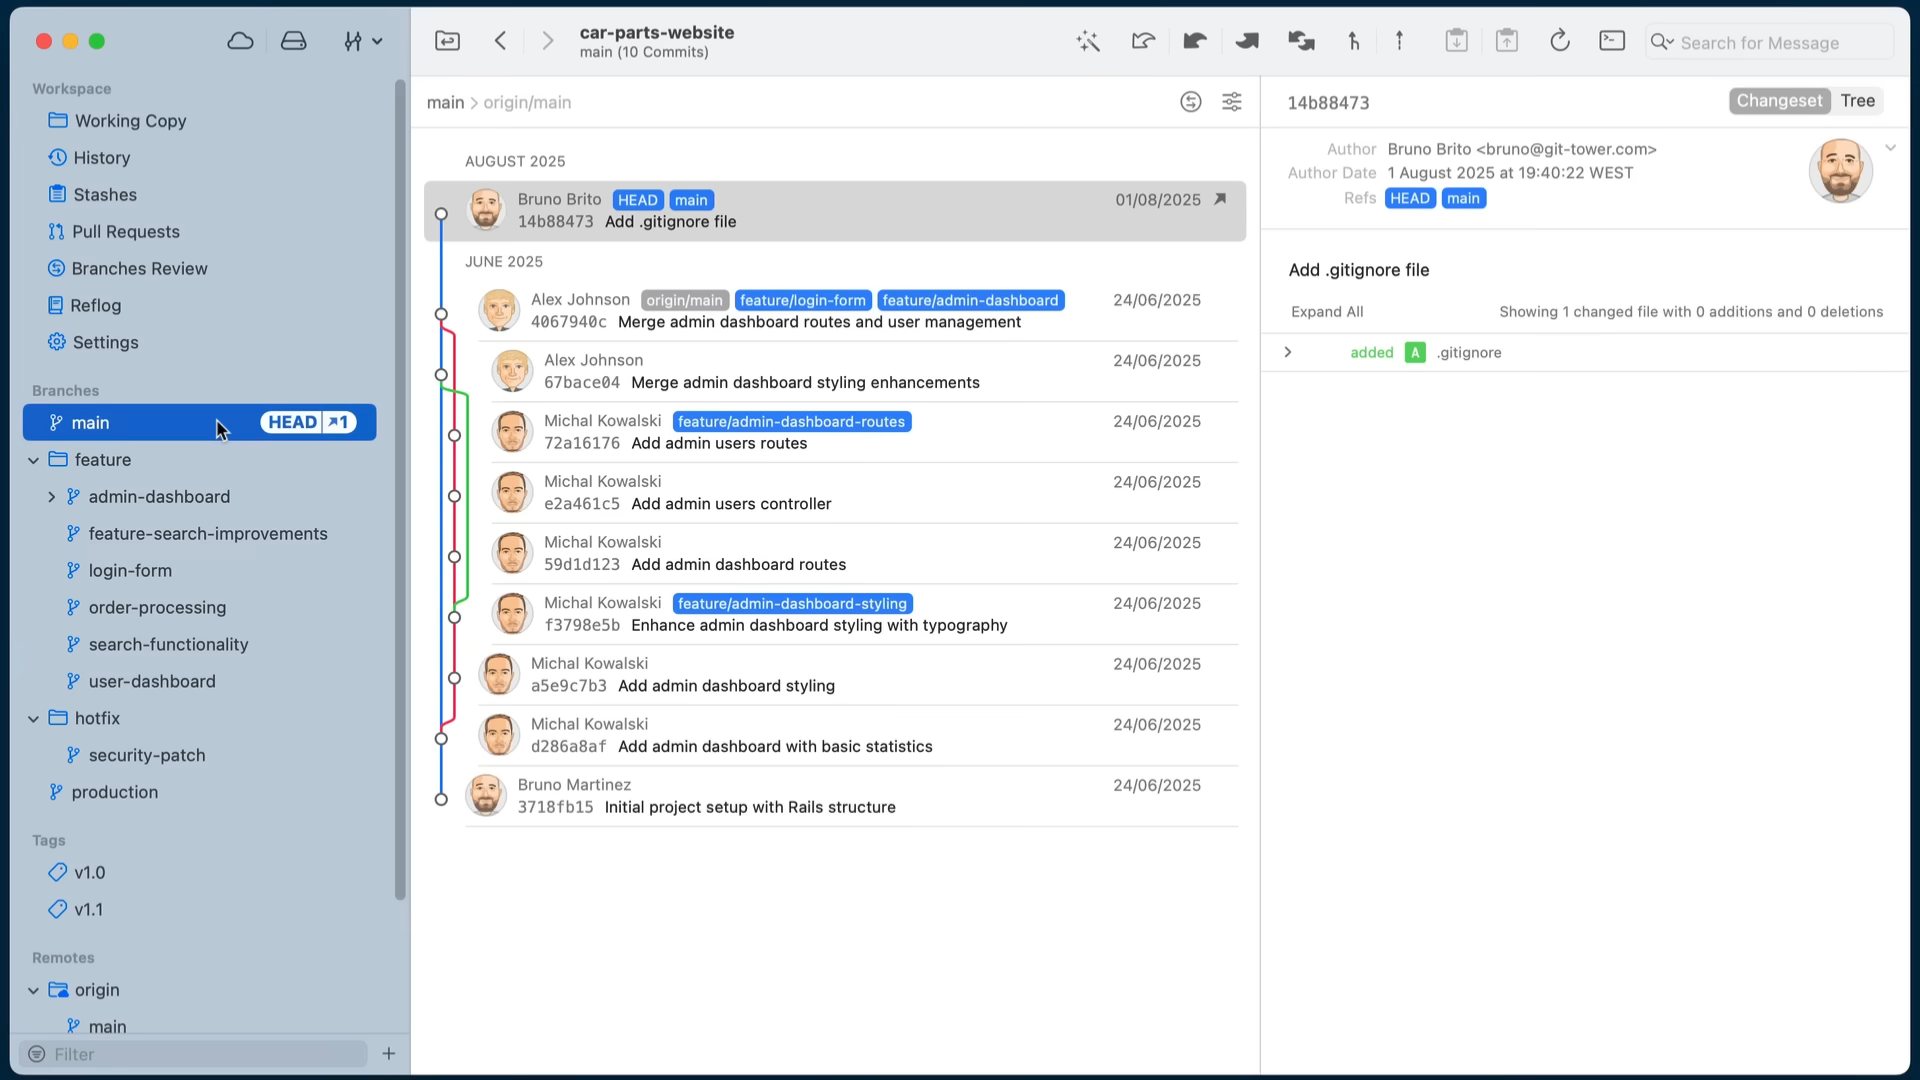 car-parts-website
main (10 Commits)
Search for Message
Workspace
Working Copy
History
Stashes
Pull Requests
Branches Review
Reflog
Settings
Branches
main HEAD 1
feature
admin-dashboard
feature-search-improvements
login-form
order-processing
search-functionality
user-dashboard
hotfix
security-patch
production
Tags
v1.0
v1.1
Remotes
origin
main
Filter
main origin/main
AUGUST 2025
Bruno Brito HEAD main 01/08/2025
14b88473 Add .gitignore file
JUNE 2025
Alex Johnson origin/main feature/login-form feature/admin-dashboard 24/06/2025
4067940c Merge admin dashboard routes and user management
Alex Johnson 24/06/2025
67bace04 Merge admin dashboard styling enhancements
Michal Kowalski feature/admin-dashboard-routes 24/06/2025
72a16176 Add admin users routes
Michal Kowalski 24/06/2025
e2a461c5 Add admin users controller
Michal Kowalski 24/06/2025
59d1d123 Add admin dashboard routes
Michal Kowalski feature/admin-dashboard-styling 24/06/2025
f3798e5b Enhance admin dashboard styling with typography
Michal Kowalski 24/06/2025
a5e9c7b3 Add admin dashboard styling
Michal Kowalski 24/06/2025
d286a8af Add admin dashboard with basic statistics
Bruno Martinez 24/06/2025
3718fb15 Initial project setup with Rails structure
14b88473 Changeset Tree
Author Bruno Brito <bruno@git-tower.com>
Author Date 1 August 2025 at 19:40:22 WEST
Refs HEAD main
Add .gitignore file
Expand All Showing 1 changed file with 0 additions and 0 deletions
added A .gitignore